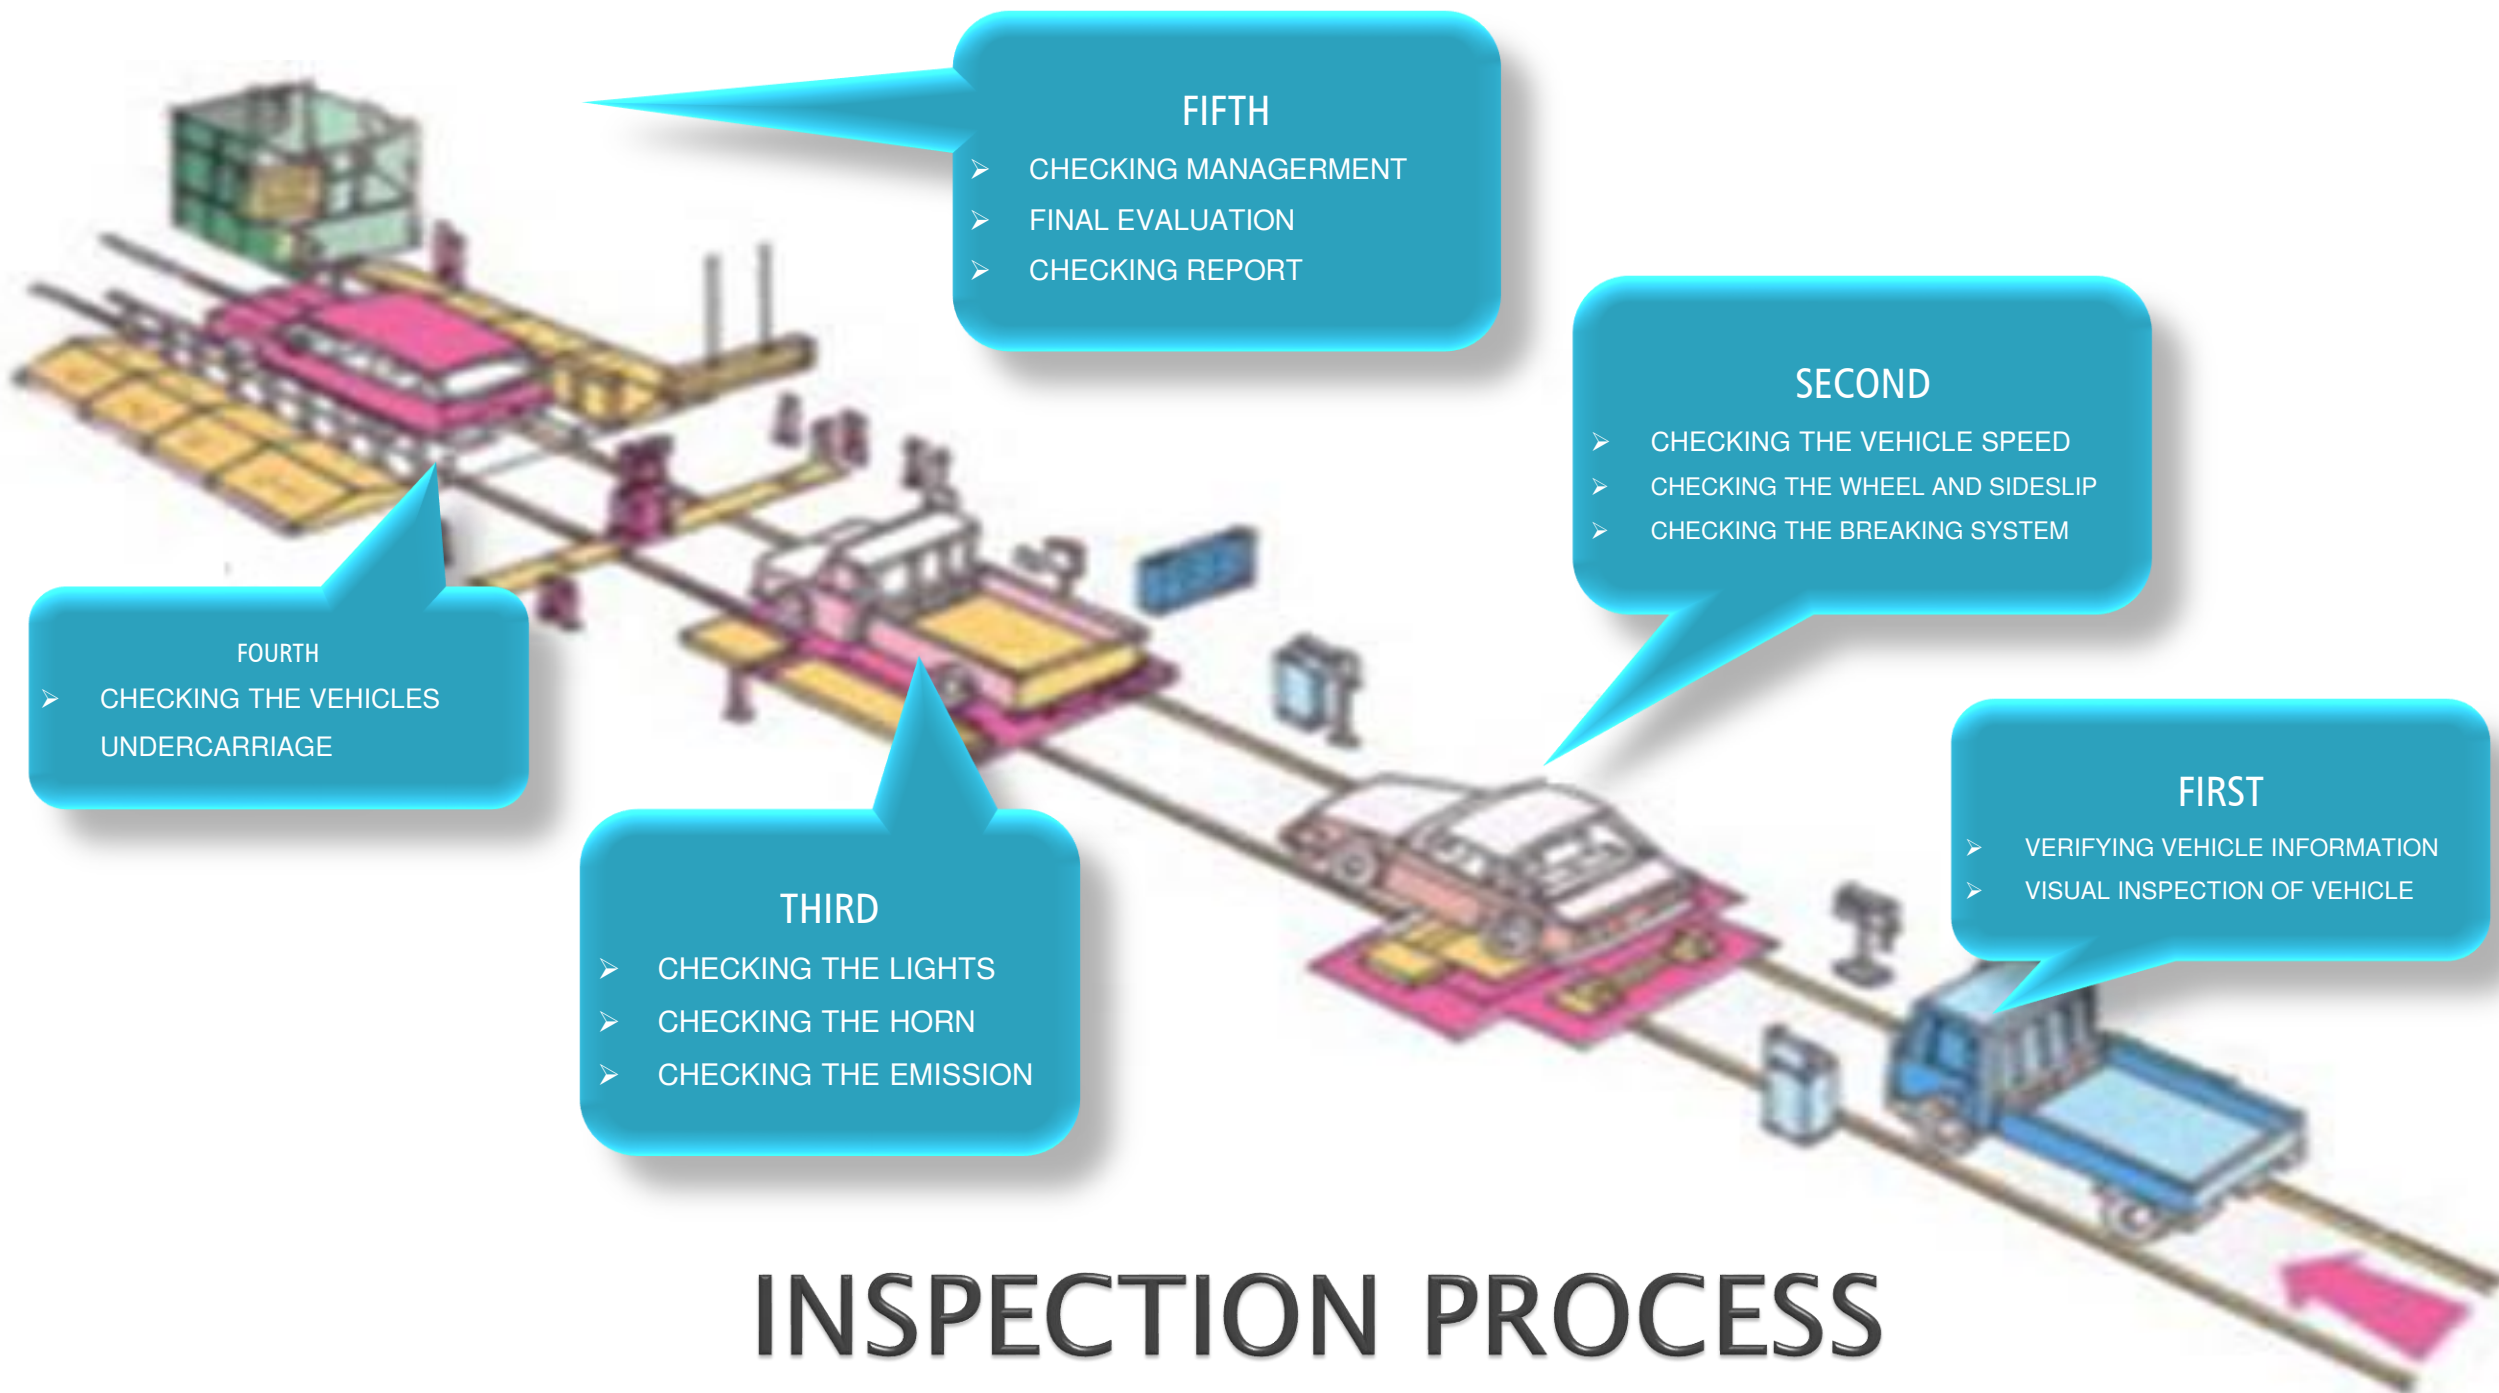 FIFTH
➢ CHECKING MANAGERMENT
➢ FINAL EVALUATION
➢ CHECKING REPORT
SECOND
➢ CHECKING THE VEHICLE SPEED
➢ CHECKING THE WHEEL AND SIDESLIP
➢ CHECKING THE BREAKING SYSTEM
FOURTH
➢ CHECKING THE VEHICLES
UNDERCARRIAGE
FIRST
➢ VERIFYING VEHICLE INFORMATION
➢ VISUAL INSPECTION OF VEHICLE
THIRD
➢ CHECKING THE LIGHTS
➢ CHECKING THE HORN
➢ CHECKING THE EMISSION
INSPECTION PROCESS